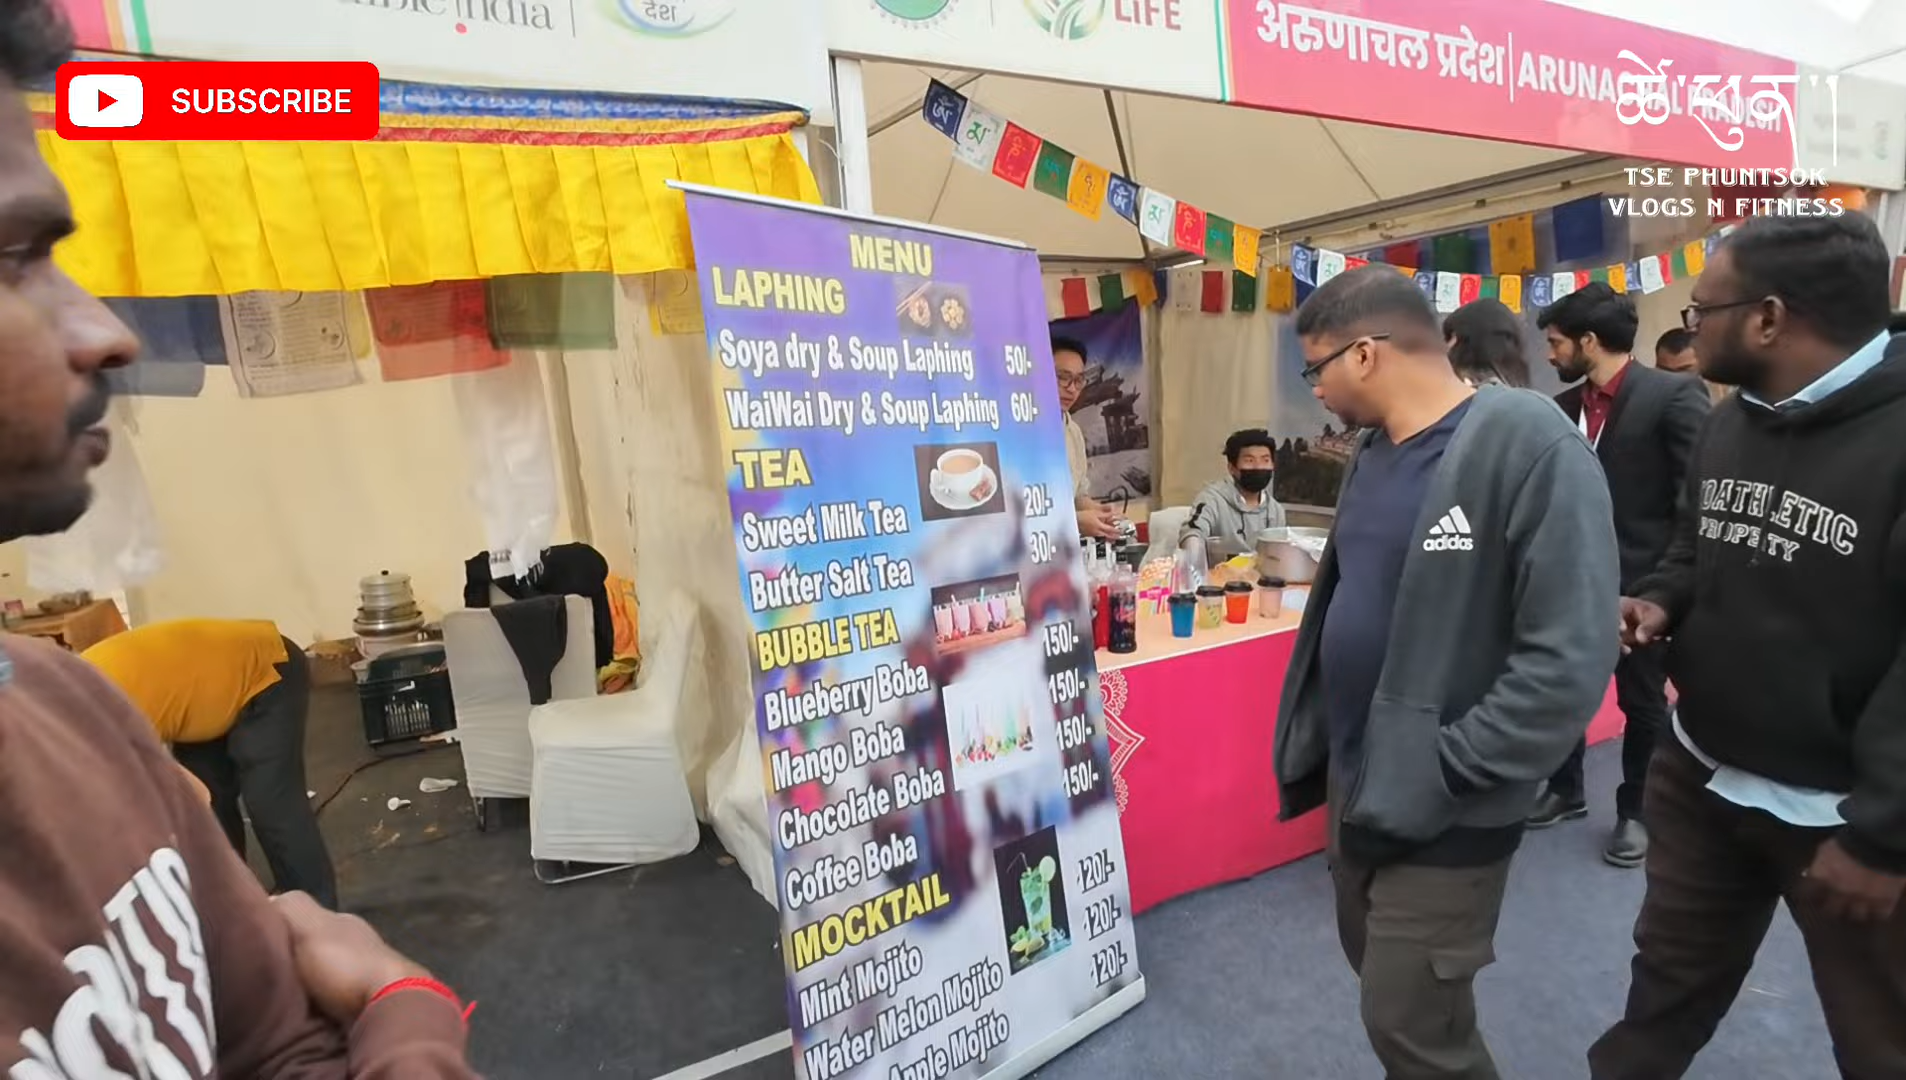 india
देश
LiFE
अरुणाचल प्रदेश | ARUNACHAL PRADESH
SUBSCRIBE
ཚེ་ཕུན།
TSE PHUNTSOK
VLOGS N FITNESS
MENU
LAPHING
Soya dry & Soup Laphing 50/-
WaiWai Dry & Soup Laphing 60/-
TEA
Sweet Milk Tea 20/-
Butter Salt Tea 30/-
BUBBLE TEA
Blueberry Boba 150/-
Mango Boba 150/-
Chocolate Boba 150/-
Coffee Boba 150/-
MOCKTAIL
Mint Mojito 120/-
Water Melon Mojito 120/-
Apple Mojito 120/-
adidas
PROPERTY